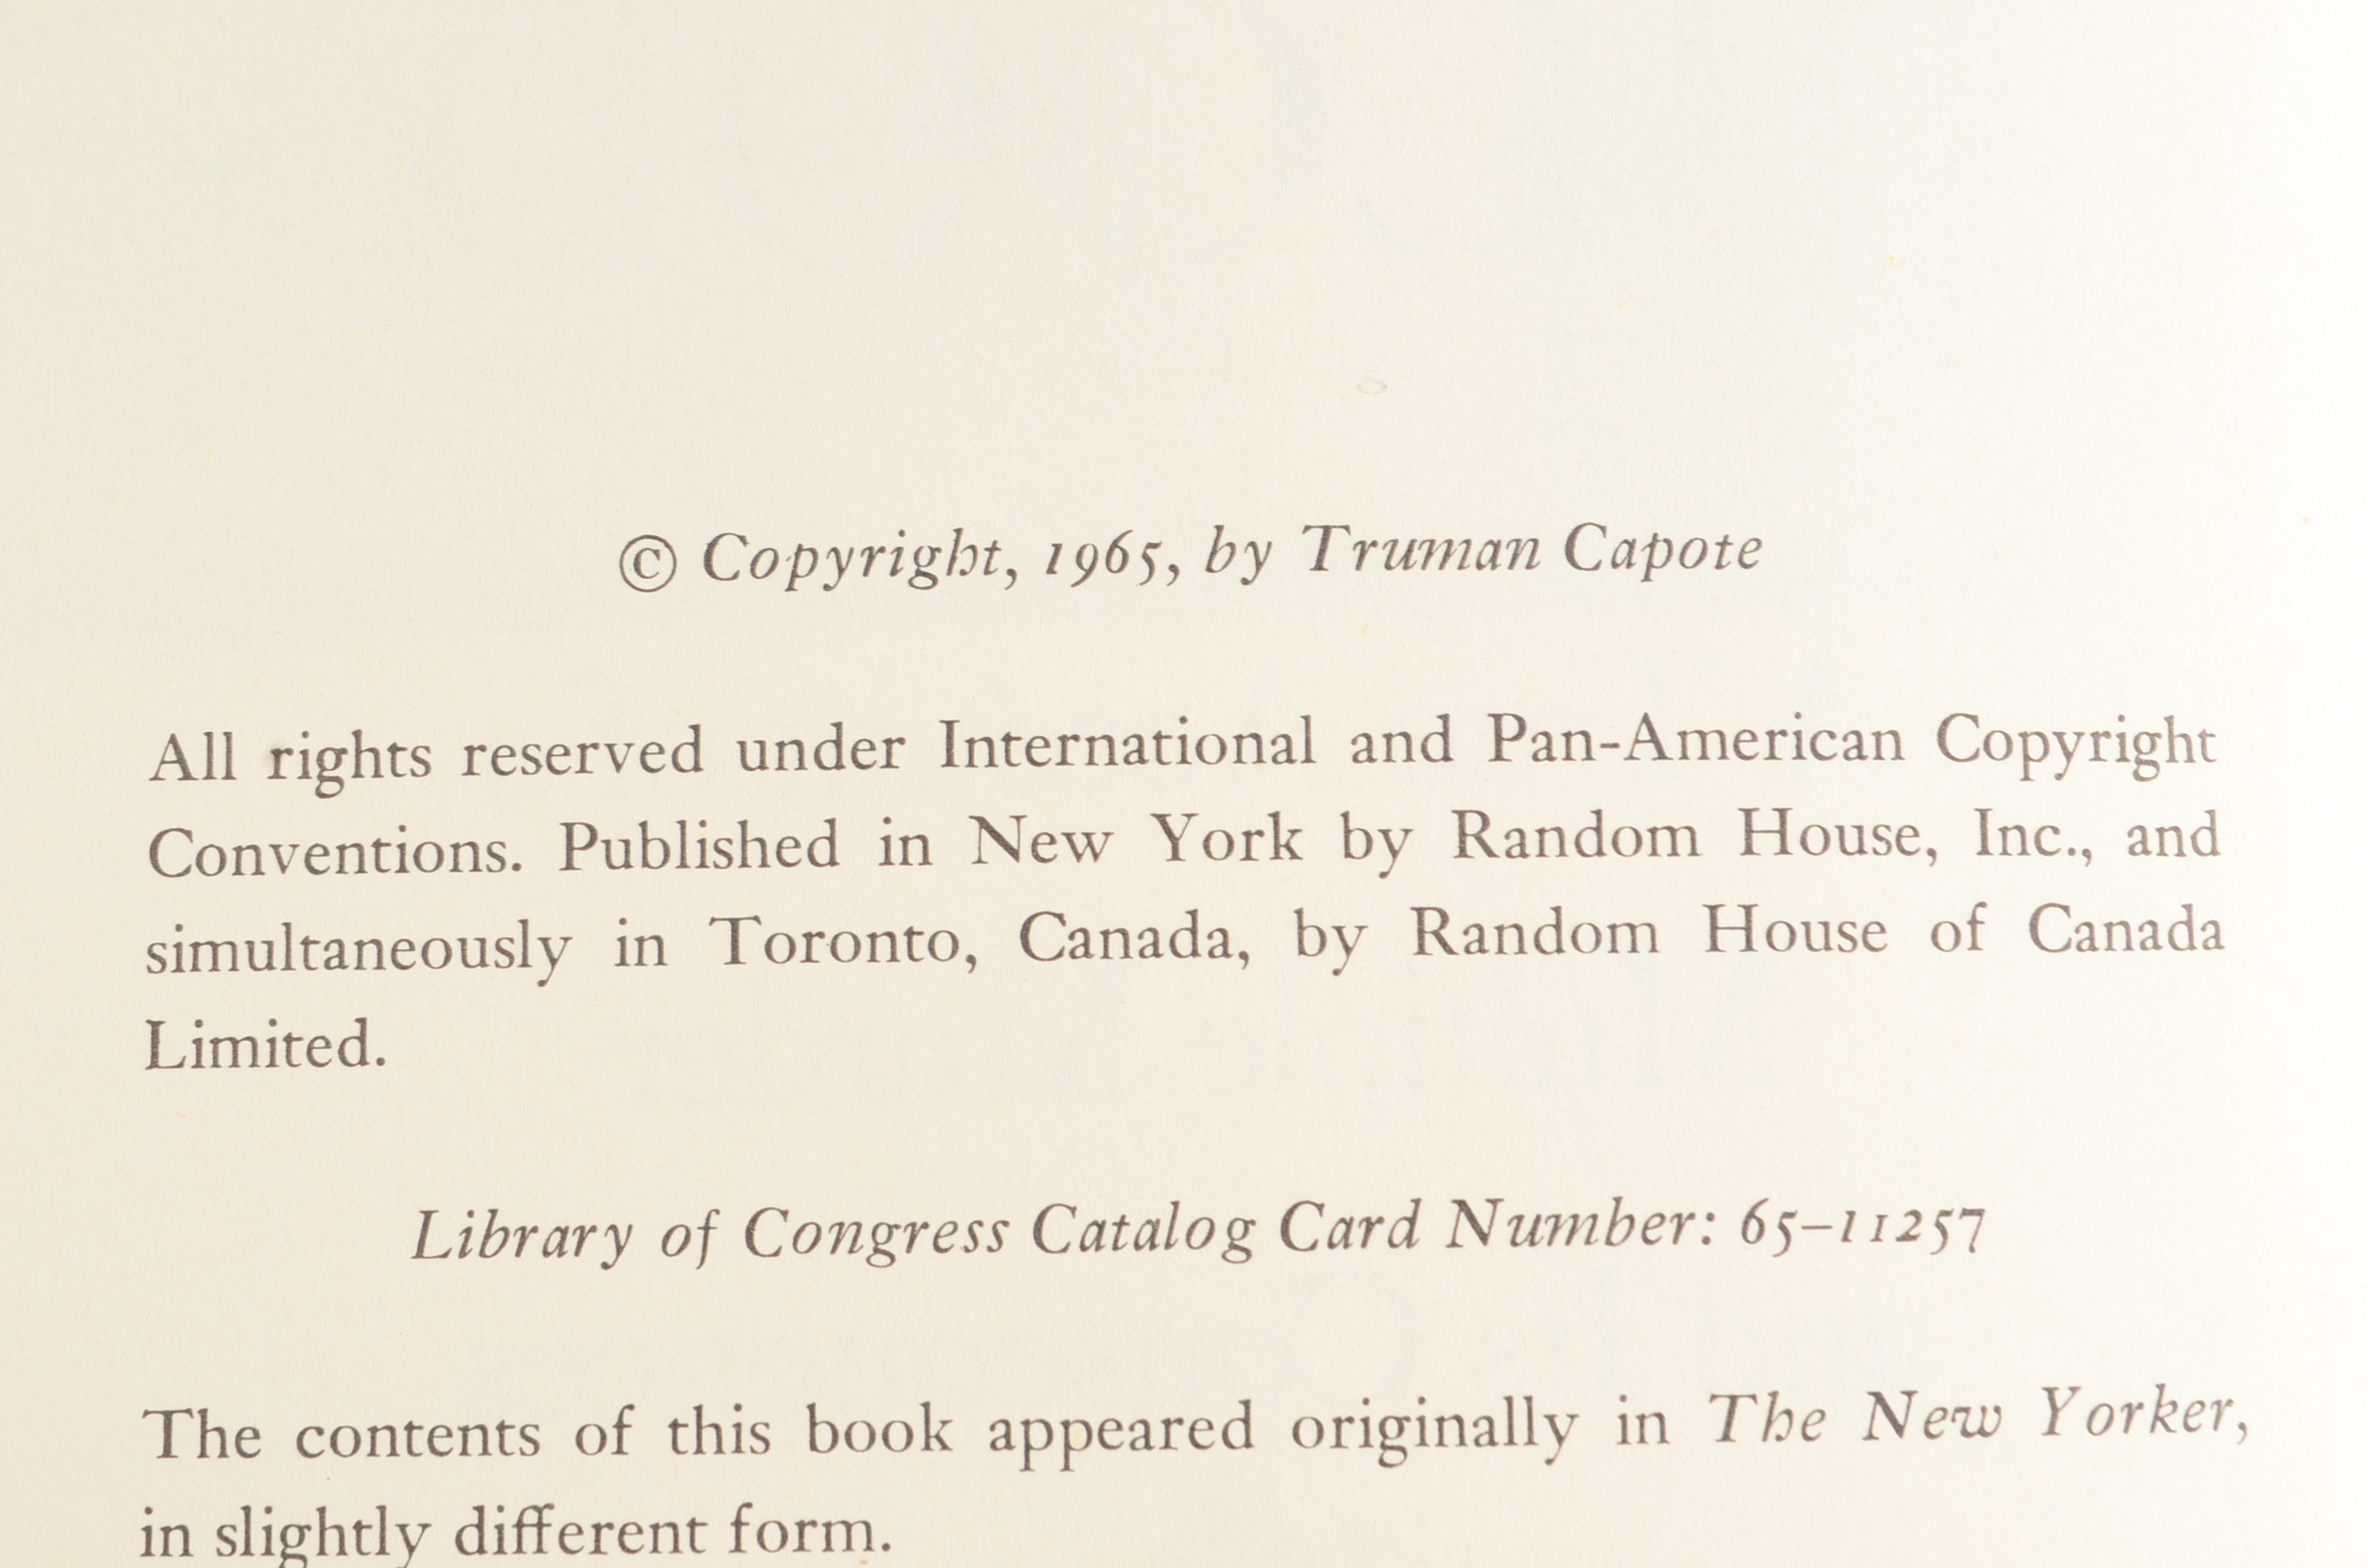 © Copyright, 1965, by Truman Capote
All rights reserved under International and Pan-American Copyright
Conventions. Published in New York by Random House, Inc., and
simultaneously in Toronto, Canada, by Random House of Canada
Limited.
Library of Congress Catalog Card Number: 65–11257
The contents of this book appeared originally in The New Yorker,
in slightly different form.